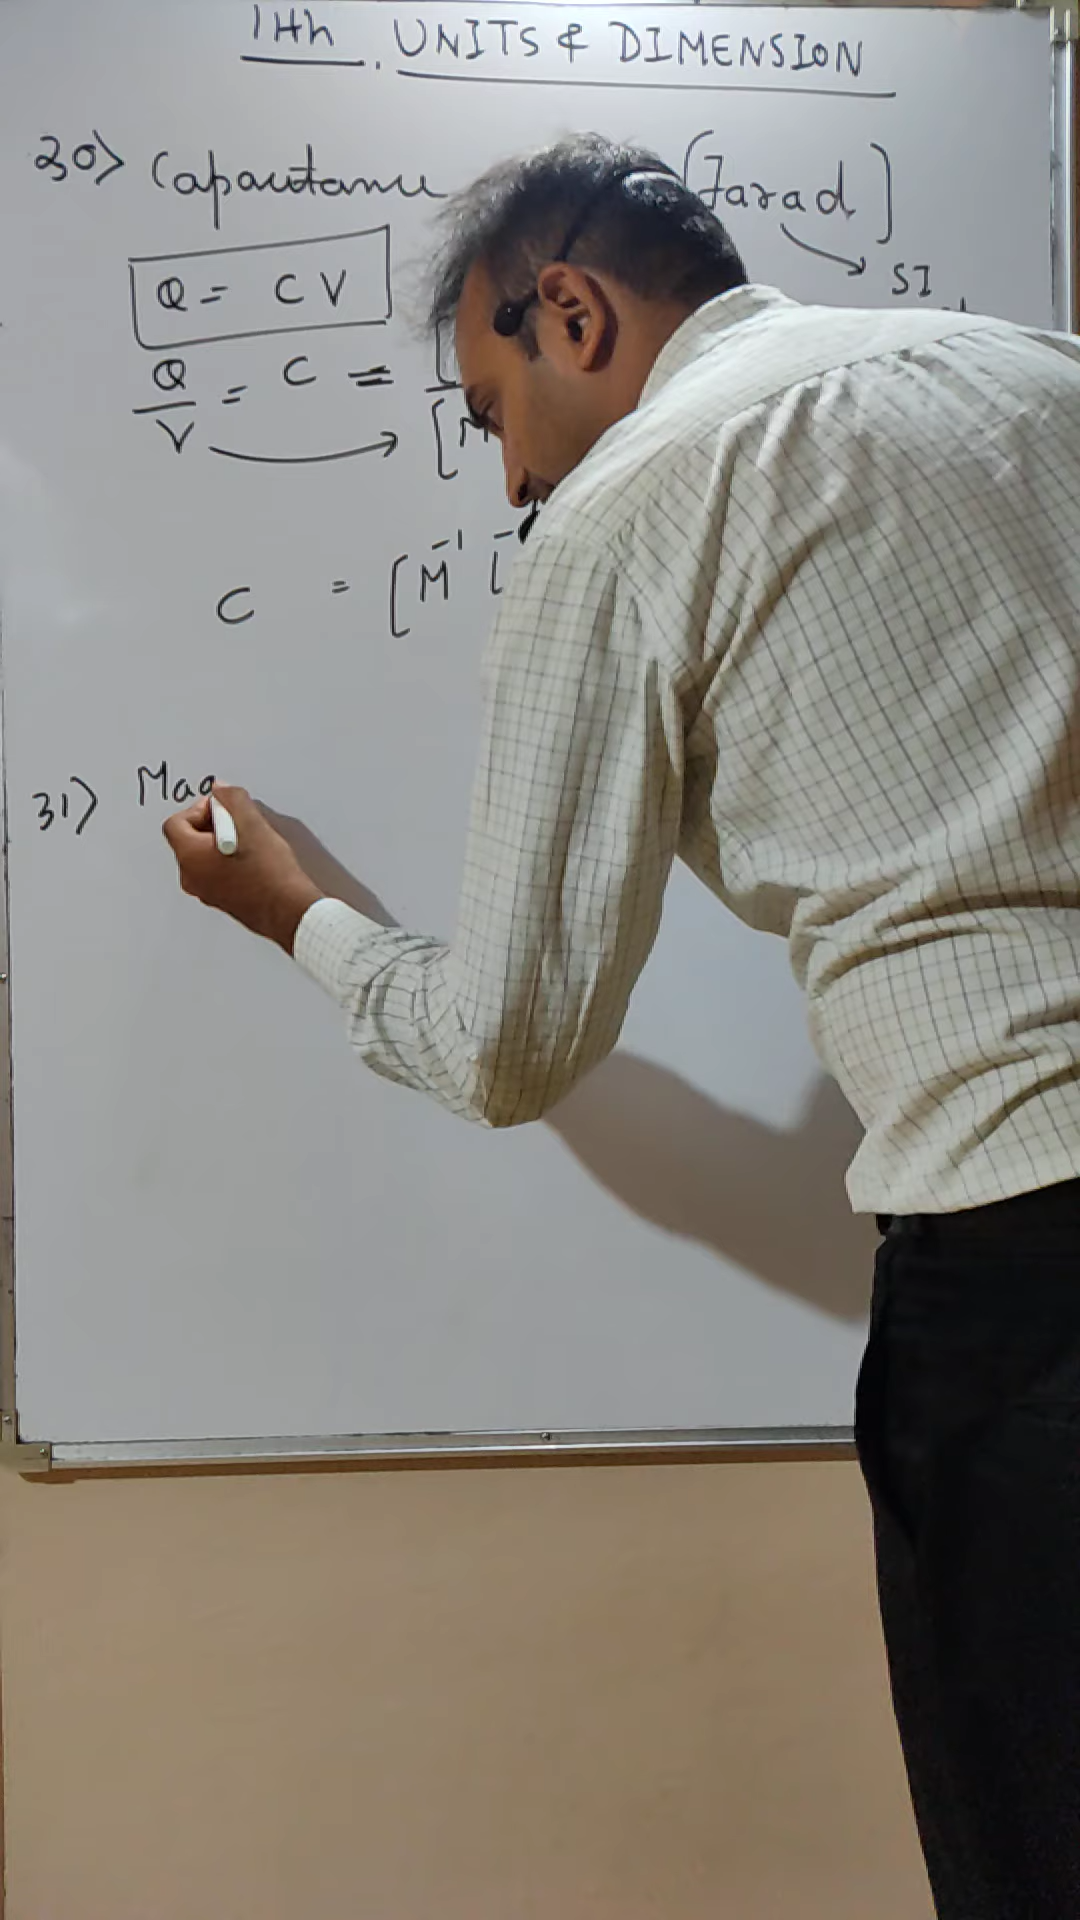 11th. UNITS & DIMENSION
30) Capacitance (Farad)
SI
Q = CV
Q/V = C = [M
C = [M⁻¹ L⁻
31) Mag